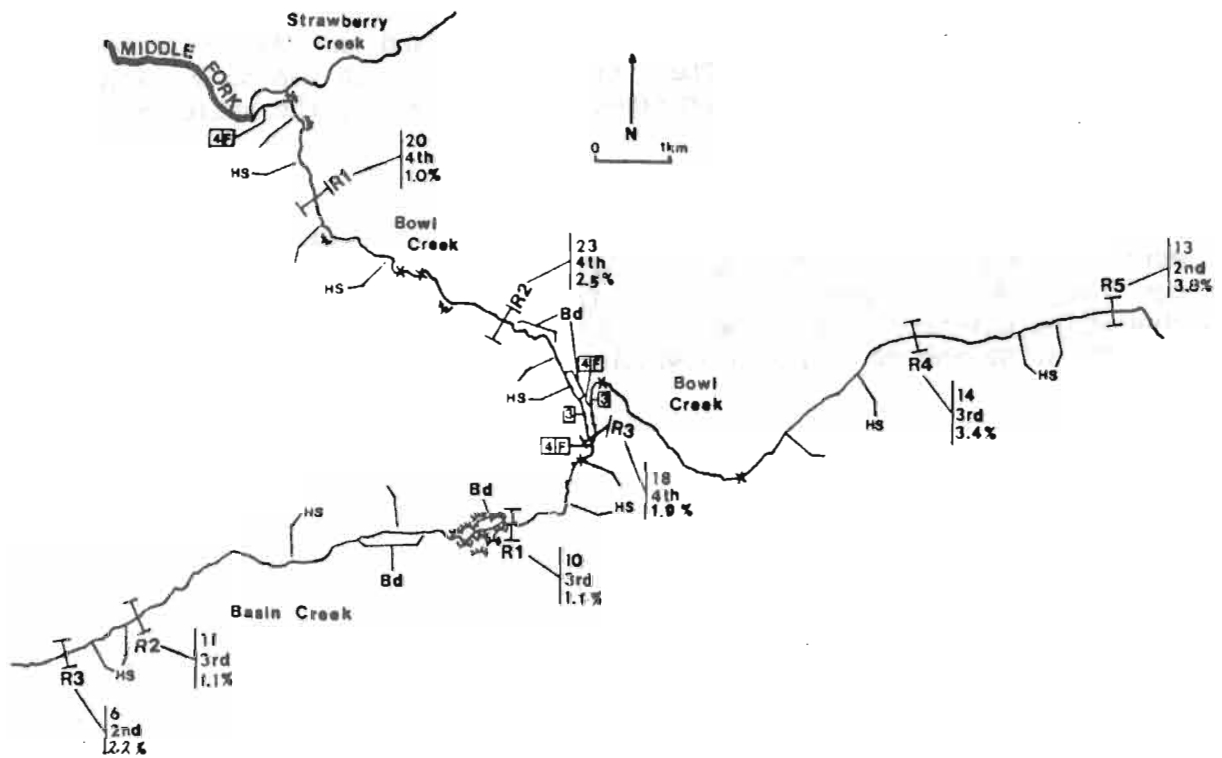 Strawberry
Creek
MIDDLE
FORK
4 F
N
0 1km
20
4th
1.0%
R1
HS
Bowl
Creek
23
4th
2.5%
R2
HS
Bd
13
2nd
3.8%
R5
4 F
3
HS
3
Bowl
Creek
R4
HS
HS
14
3rd
3.4%
4 F
R3
18
4th
1.9%
Bd
HS
HS
R1
Bd
10
3rd
1.1%
Basin Creek
R2
11
3rd
1.1%
HS
R3
6
2nd
2.2%